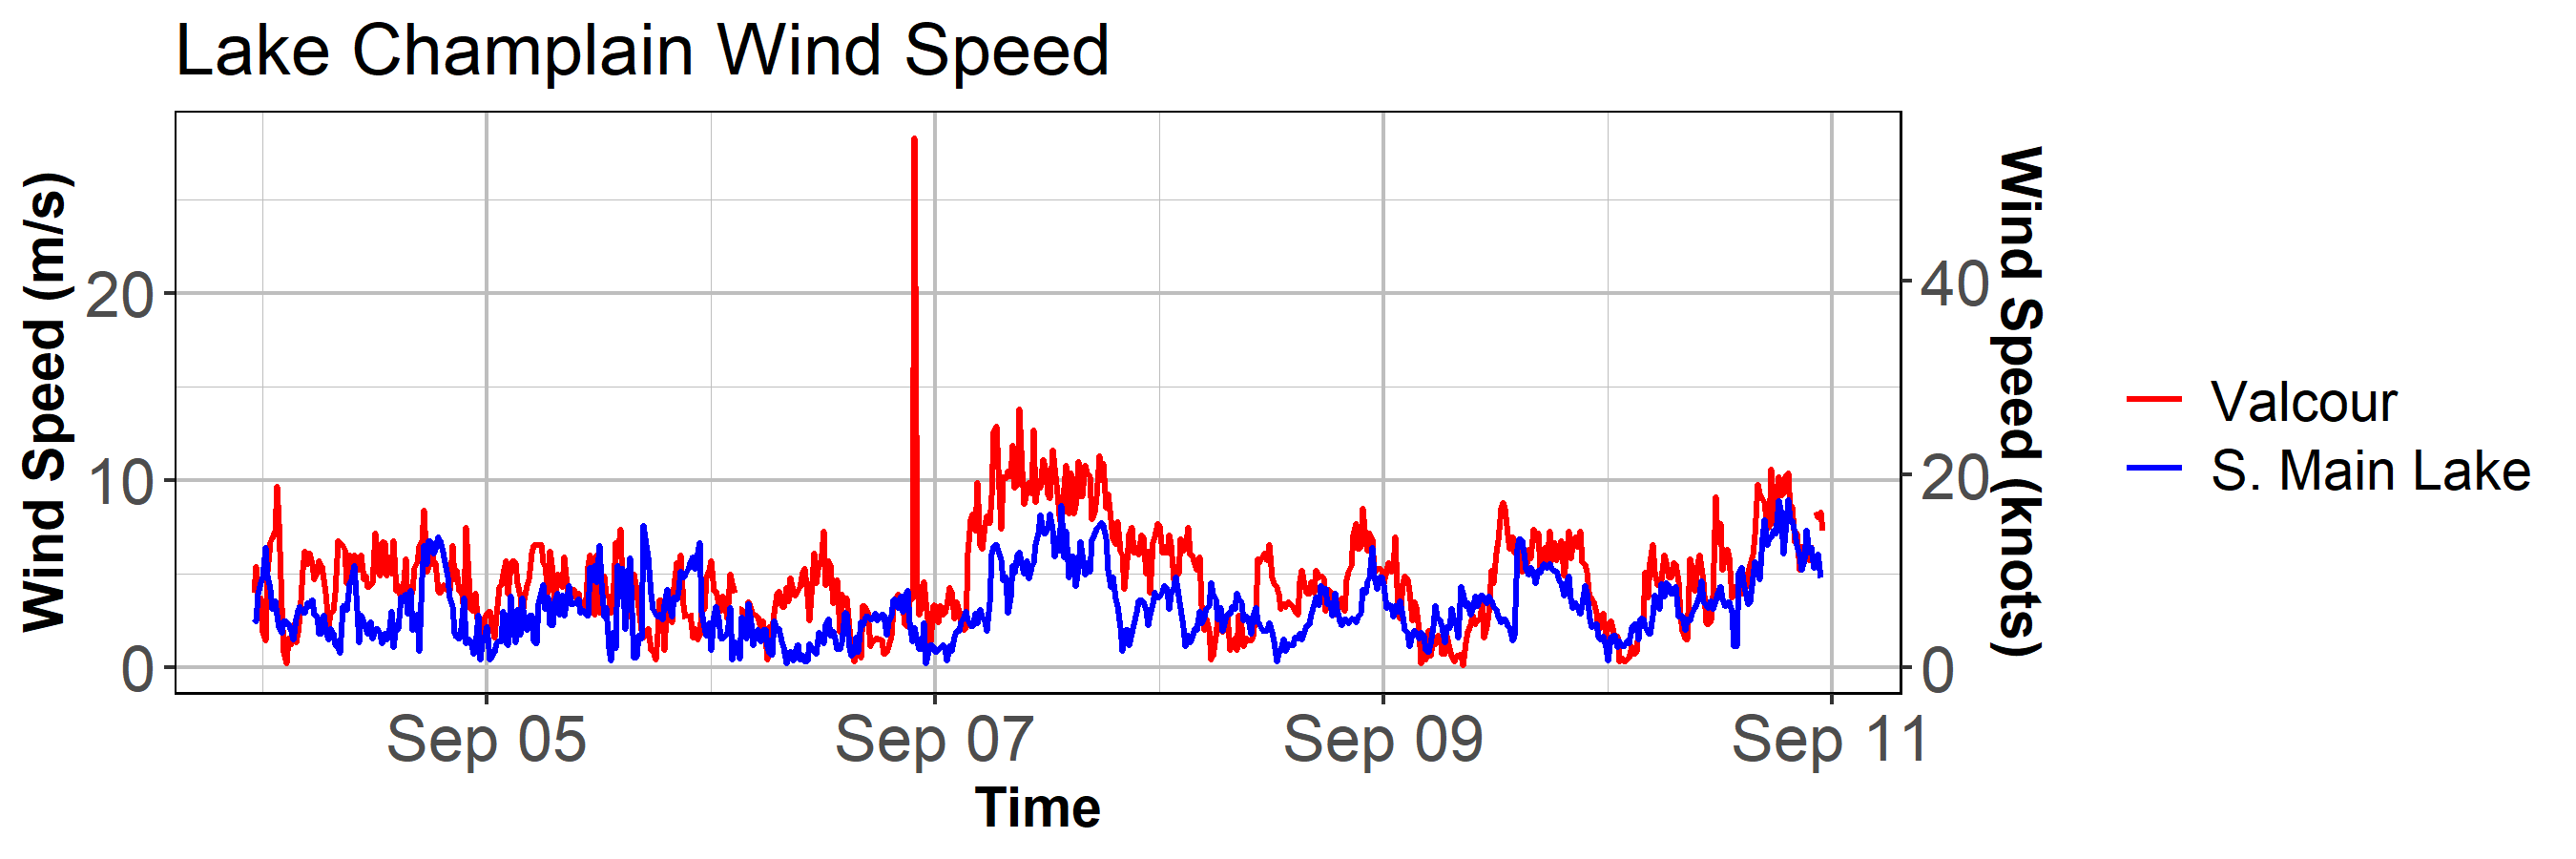 Lake Champlain Wind Speed
Wind Speed (m/s)
20
10
0
40
20
0
Wind Speed (knots)
Sep 05
Sep 07
Sep 09
Sep 11
Time
Valcour
S. Main Lake